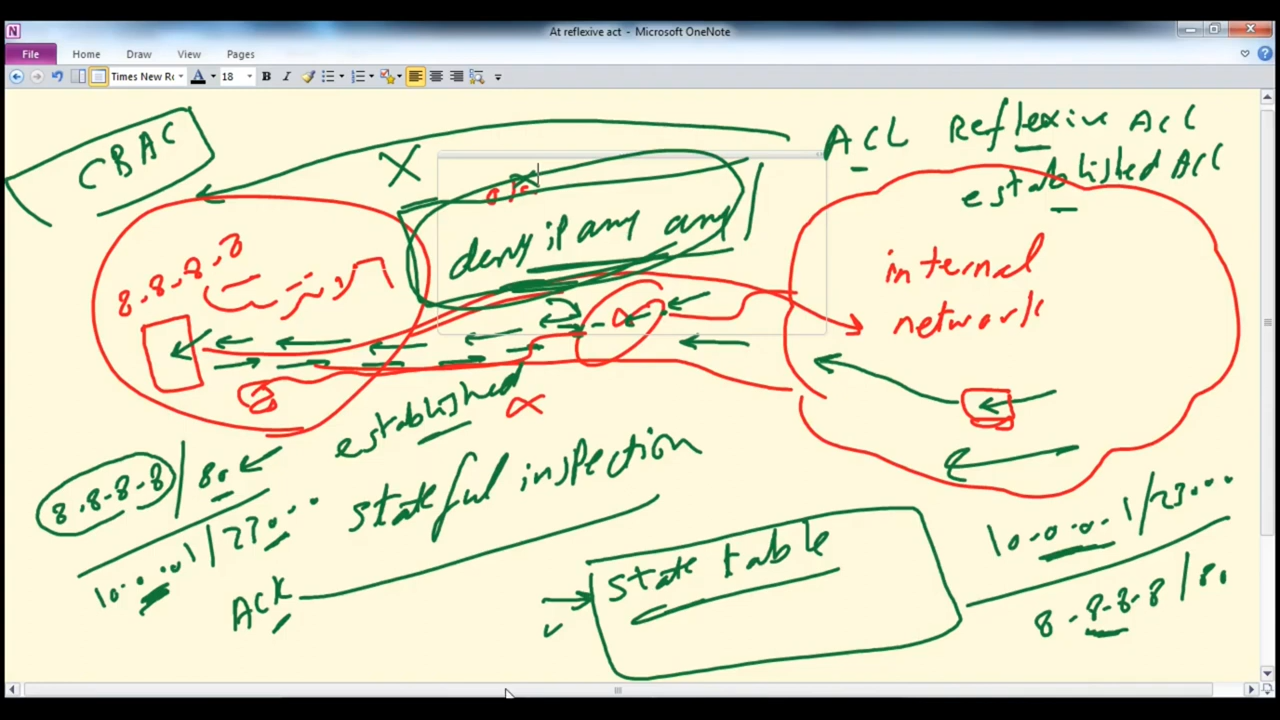 At reflexive act - Microsoft OneNote
File Home Draw View Pages
Times New Ro 18 B I
CBAC
ACL Reflexive ACL
established ACL
X
deny ip any any
8.8.8.8
internal
network
established
8.8.8.8/80
10.0.0.1/23...
stateful inspection
ACK
state table
10.0.0.1/23...
8.8.8.8/80